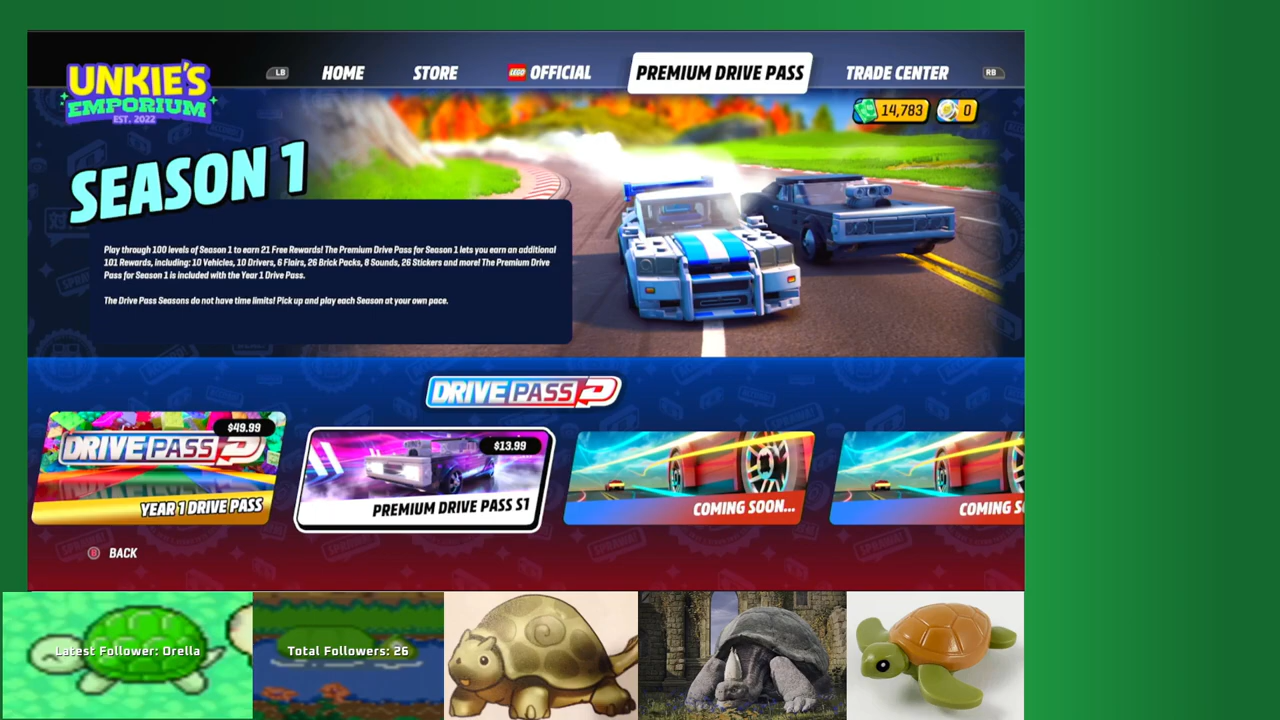 UNKIE'S
EMPORIUM
EST. 2022
LB
HOME
STORE
LEGO OFFICIAL
PREMIUM DRIVE PASS
TRADE CENTER
RB
14,783
0
SEASON 1
Play through 100 levels of Season 1 to earn 21 Free Rewards! The Premium Drive Pass for Season 1 lets you earn an additional
101 Rewards, including: 10 Vehicles, 10 Drivers, 6 Flairs, 26 Brick Packs, 8 Sounds, 26 Stickers and more! The Premium Drive
Pass for Season 1 is included with the Year 1 Drive Pass.
The Drive Pass Seasons do not have time limits! Pick up and play each Season at your own pace.
DRIVE PASS
$49.99
DRIVE PASS
YEAR 1 DRIVE PASS
$13.99
PREMIUM DRIVE PASS S1
COMING SOON...
COMING S
B BACK
Latest Follower: Orella
Total Followers: 26